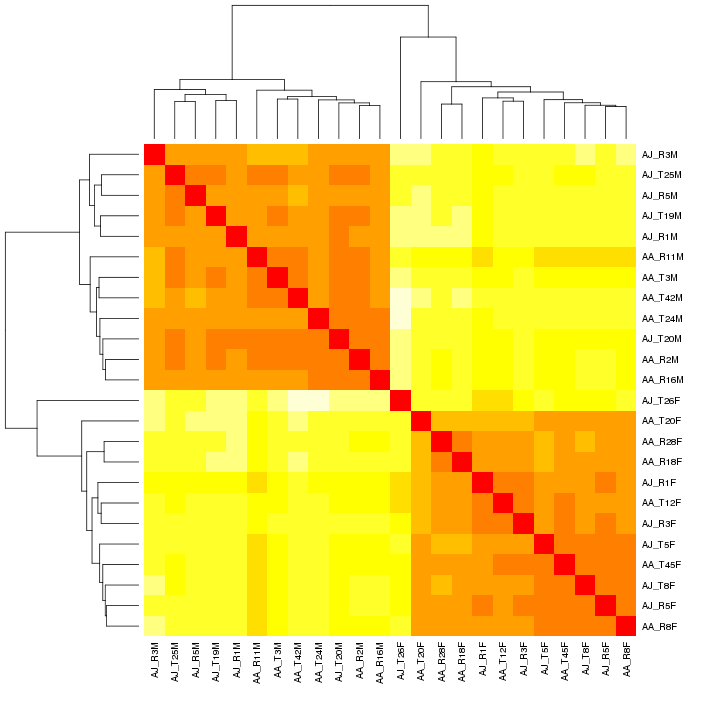 AJ_R3M
AJ_T25M
AJ_R5M
AJ_T19M
AJ_R1M
AA_R11M
AA_T3M
AA_T42M
AA_T24M
AJ_T20M
AA_R2M
AA_R16M
AJ_T26F
AA_T20F
AA_R28F
AA_R18F
AJ_R1F
AA_T12F
AJ_R3F
AJ_T5F
AA_T45F
AJ_T8F
AJ_R5F
AA_R8F
AJ_R3M
AJ_T25M
AJ_R5M
AJ_T19M
AJ_R1M
AA_R11M
AA_T3M
AA_T42M
AA_T24M
AJ_T20M
AA_R2M
AA_R16M
AJ_T26F
AA_T20F
AA_R28F
AA_R18F
AJ_R1F
AA_T12F
AJ_R3F
AJ_T5F
AA_T45F
AJ_T8F
AJ_R5F
AA_R8F